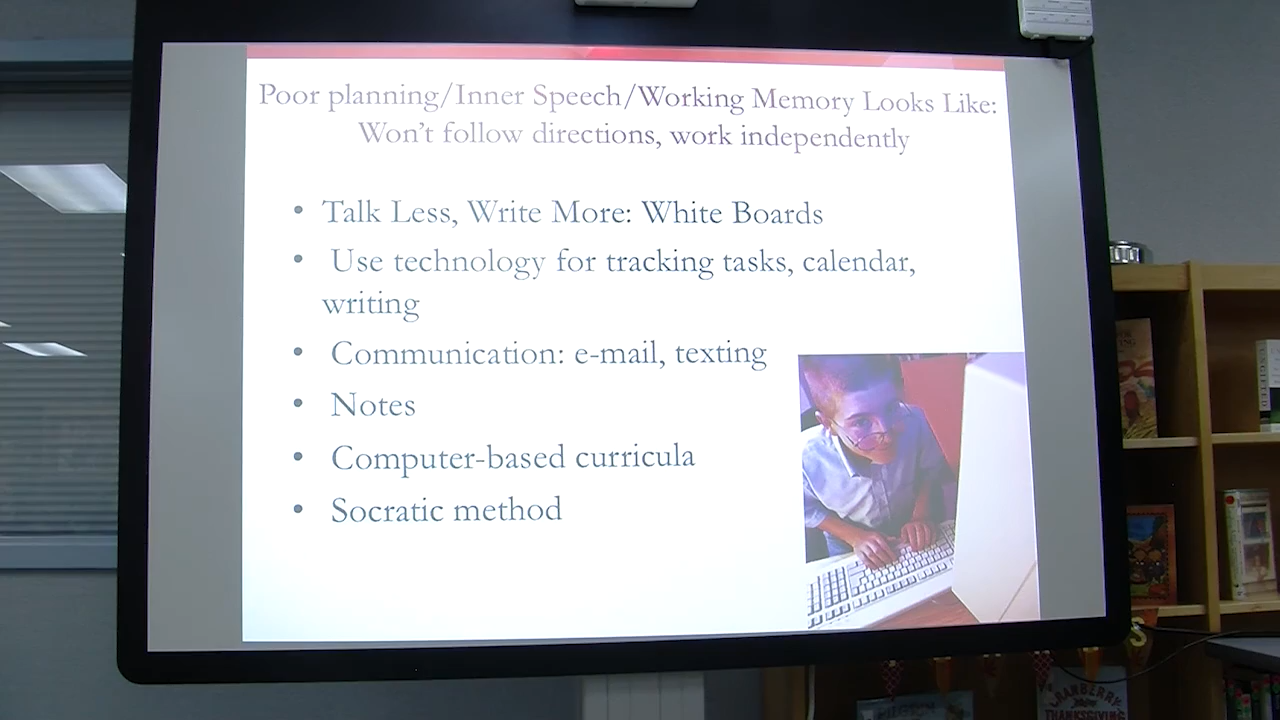 Poor planning/Inner Speech/Working Memory Looks Like:
Won't follow directions, work independently
• Talk Less, Write More: White Boards
• Use technology for tracking tasks, calendar,
writing
• Communication: e-mail, texting
• Notes
• Computer-based curricula
• Socratic method
CRANBERRY
THANKSGIVING